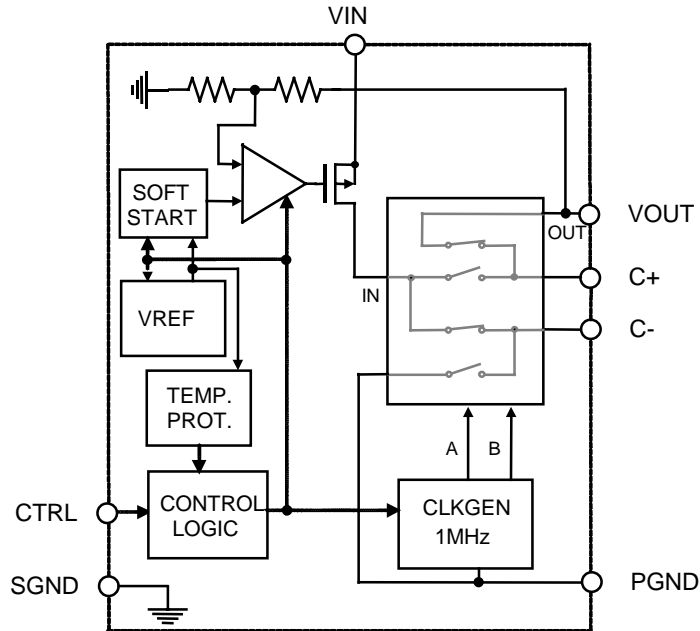 VIN
SOFT
START
VOUT
OUT
C+
IN
VREF
C-
TEMP.
PROT.
A
B
CTRL
CONTROL
LOGIC
CLKGEN
1MHz
SGND
PGND